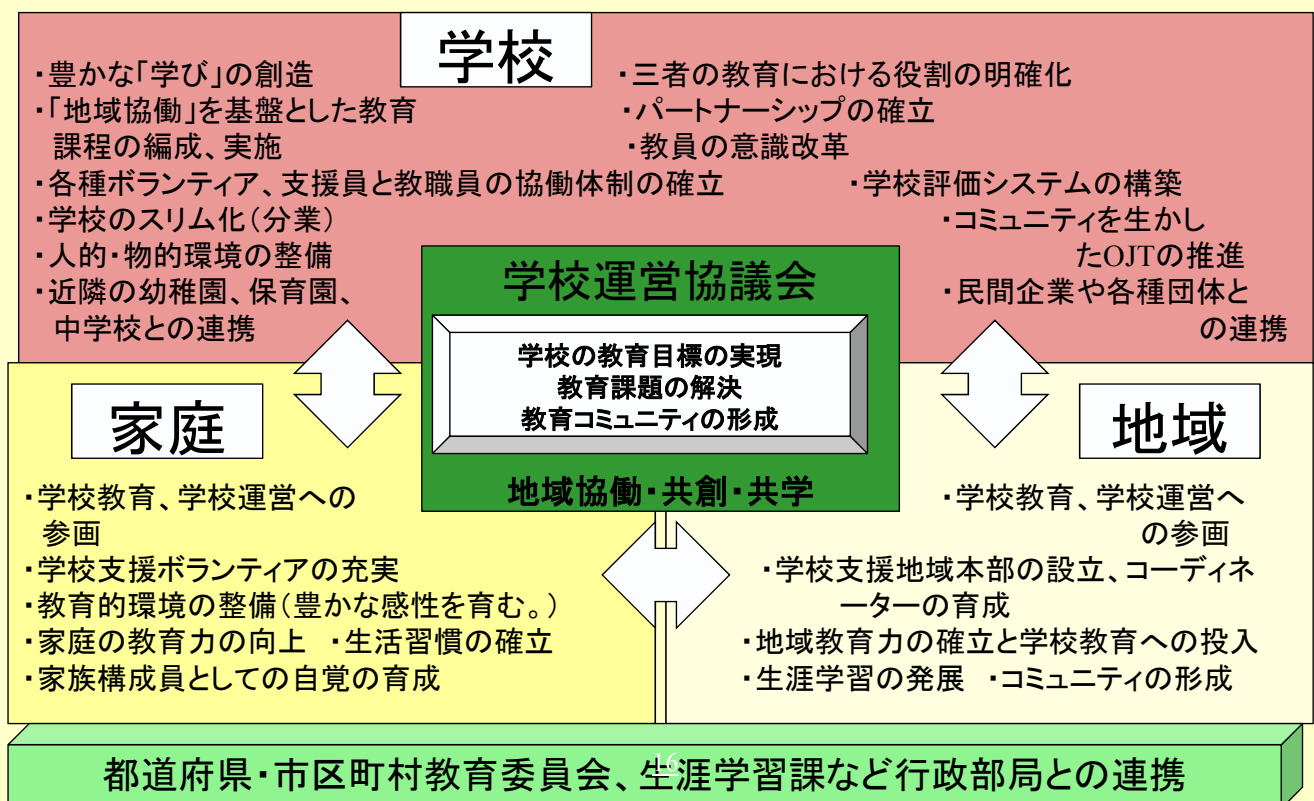 学校
・豊かな「学び」の創造
・「地域協働」を基盤とした教育
課程の編成、実施
・各種ボランティア、支援員と教職員の協働体制の確立
・学校のスリム化(分業)
・人的・物的環境の整備
・近隣の幼稚園、保育園、
中学校との連携
・三者の教育における役割の明確化
・パートナーシップの確立
・教員の意識改革
・学校評価システムの構築
・コミュニティを生かし
たOJTの推進
・民間企業や各種団体と
の連携
学校運営協議会
学校の教育目標の実現
教育課題の解決
教育コミュニティの形成
地域協働・共創・共学
家庭
・学校教育、学校運営への
参画
・学校支援ボランティアの充実
・教育的環境の整備(豊かな感性を育む。)
・家庭の教育力の向上 ・生活習慣の確立
・家族構成員としての自覚の育成
地域
・学校教育、学校運営へ
の参画
・学校支援地域本部の設立、コーディネ
ーターの育成
・地域教育力の確立と学校教育への投入
・生涯学習の発展 ・コミュニティの形成
都道府県・市区町村教育委員会、生涯学習課など行政部局との連携
16